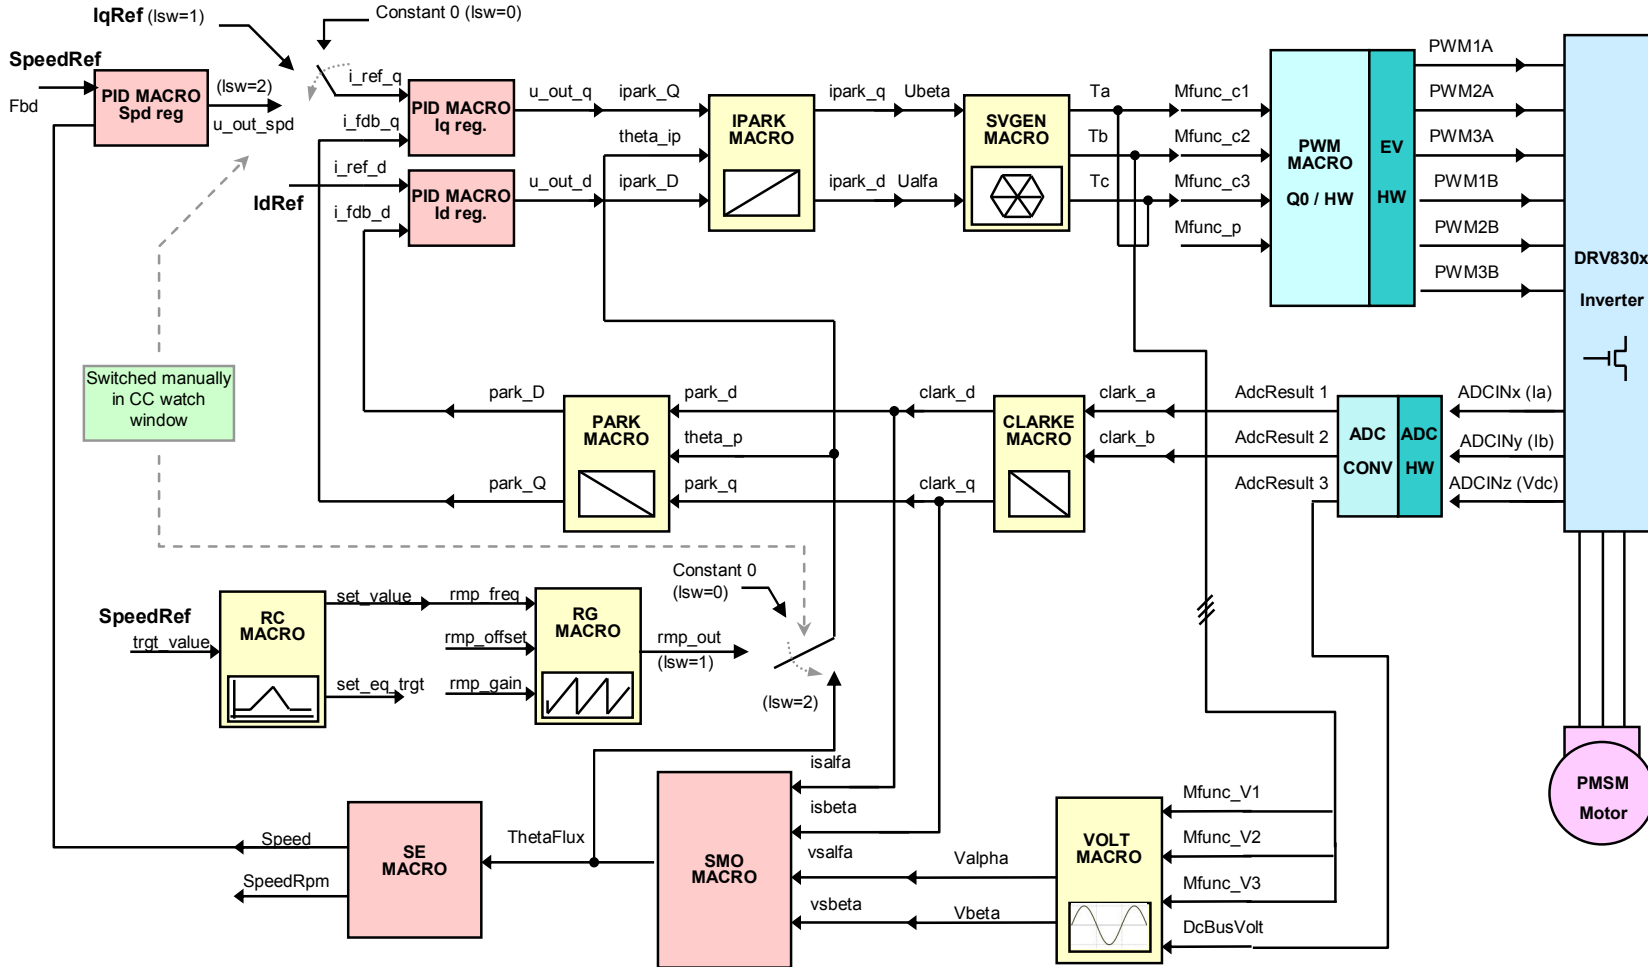 IqRef (lsw=1)
Constant 0 (lsw=0)
SpeedRef
Fbd
PID MACRO
Spd reg
(lsw=2)
u_out_spd
i_ref_q
i_fdb_q
PID MACRO
Iq reg.
u_out_q
ipark_Q
theta_ip
i_ref_d
IdRef
i_fdb_d
PID MACRO
Id reg.
u_out_d
ipark_D
IPARK
MACRO
ipark_q
Ubeta
ipark_d
Ualfa
SVGEN
MACRO
Ta
Tb
Tc
Mfunc_c1
Mfunc_c2
Mfunc_c3
Mfunc_p
PWM
MACRO
Q0 / HW
EV
HW
PWM1A
PWM2A
PWM3A
PWM1B
PWM2B
PWM3B
DRV830x
Inverter
Switched manually
in CC watch
window
park_D
park_Q
PARK
MACRO
park_d
theta_p
park_q
clark_d
clark_q
CLARKE
MACRO
clark_a
clark_b
AdcResult 1
AdcResult 2
AdcResult 3
ADC
CONV
ADC
HW
ADCINx (Ia)
ADCINy (Ib)
ADCINz (Vdc)
SpeedRef
trgt_value
RC
MACRO
set_value
set_eq_trgt
rmp_freq
rmp_offset
rmp_gain
RG
MACRO
rmp_out
(lsw=1)
Constant 0
(lsw=0)
(lsw=2)
PMSM
Motor
Speed
SpeedRpm
SE
MACRO
ThetaFlux
SMO
MACRO
isalfa
isbeta
vsalfa
vsbeta
Valpha
Vbeta
VOLT
MACRO
Mfunc_V1
Mfunc_V2
Mfunc_V3
DcBusVolt